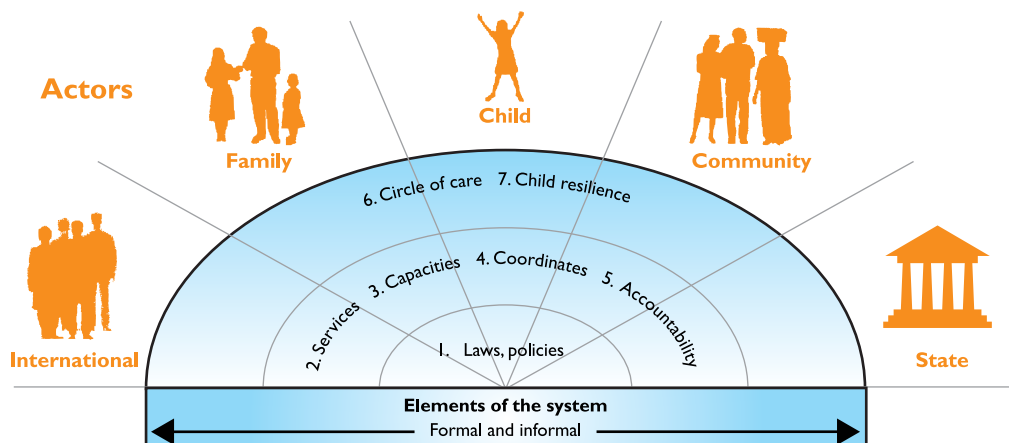 Actors
Child
Family
Community
6. Circle of care
7. Child resilience
2. Services
3. Capacities
4. Coordinates
5. Accountability
1. Laws, policies
International
State
Elements of the system
Formal and informal